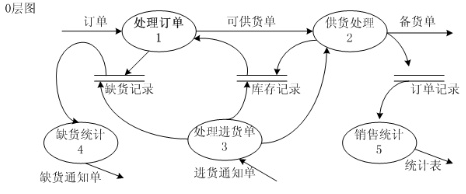 0层图
订单
处理订单
1
可供货单
供货处理
2
备货单
缺货记录
库存记录
订单记录
缺货统计
4
处理进货单
3
销售统计
5
缺货通知单
进货通知单
统计表